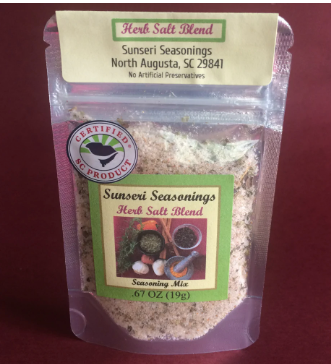 Herb Salt Blend
Sunseri Seasonings
North Augusta, SC 29841
No Artificial Preservatives
CERTIFIED
SC PRODUCT
Sunseri Seasonings
Herb Salt Blend
Seasoning Mix
.67 OZ (19g)